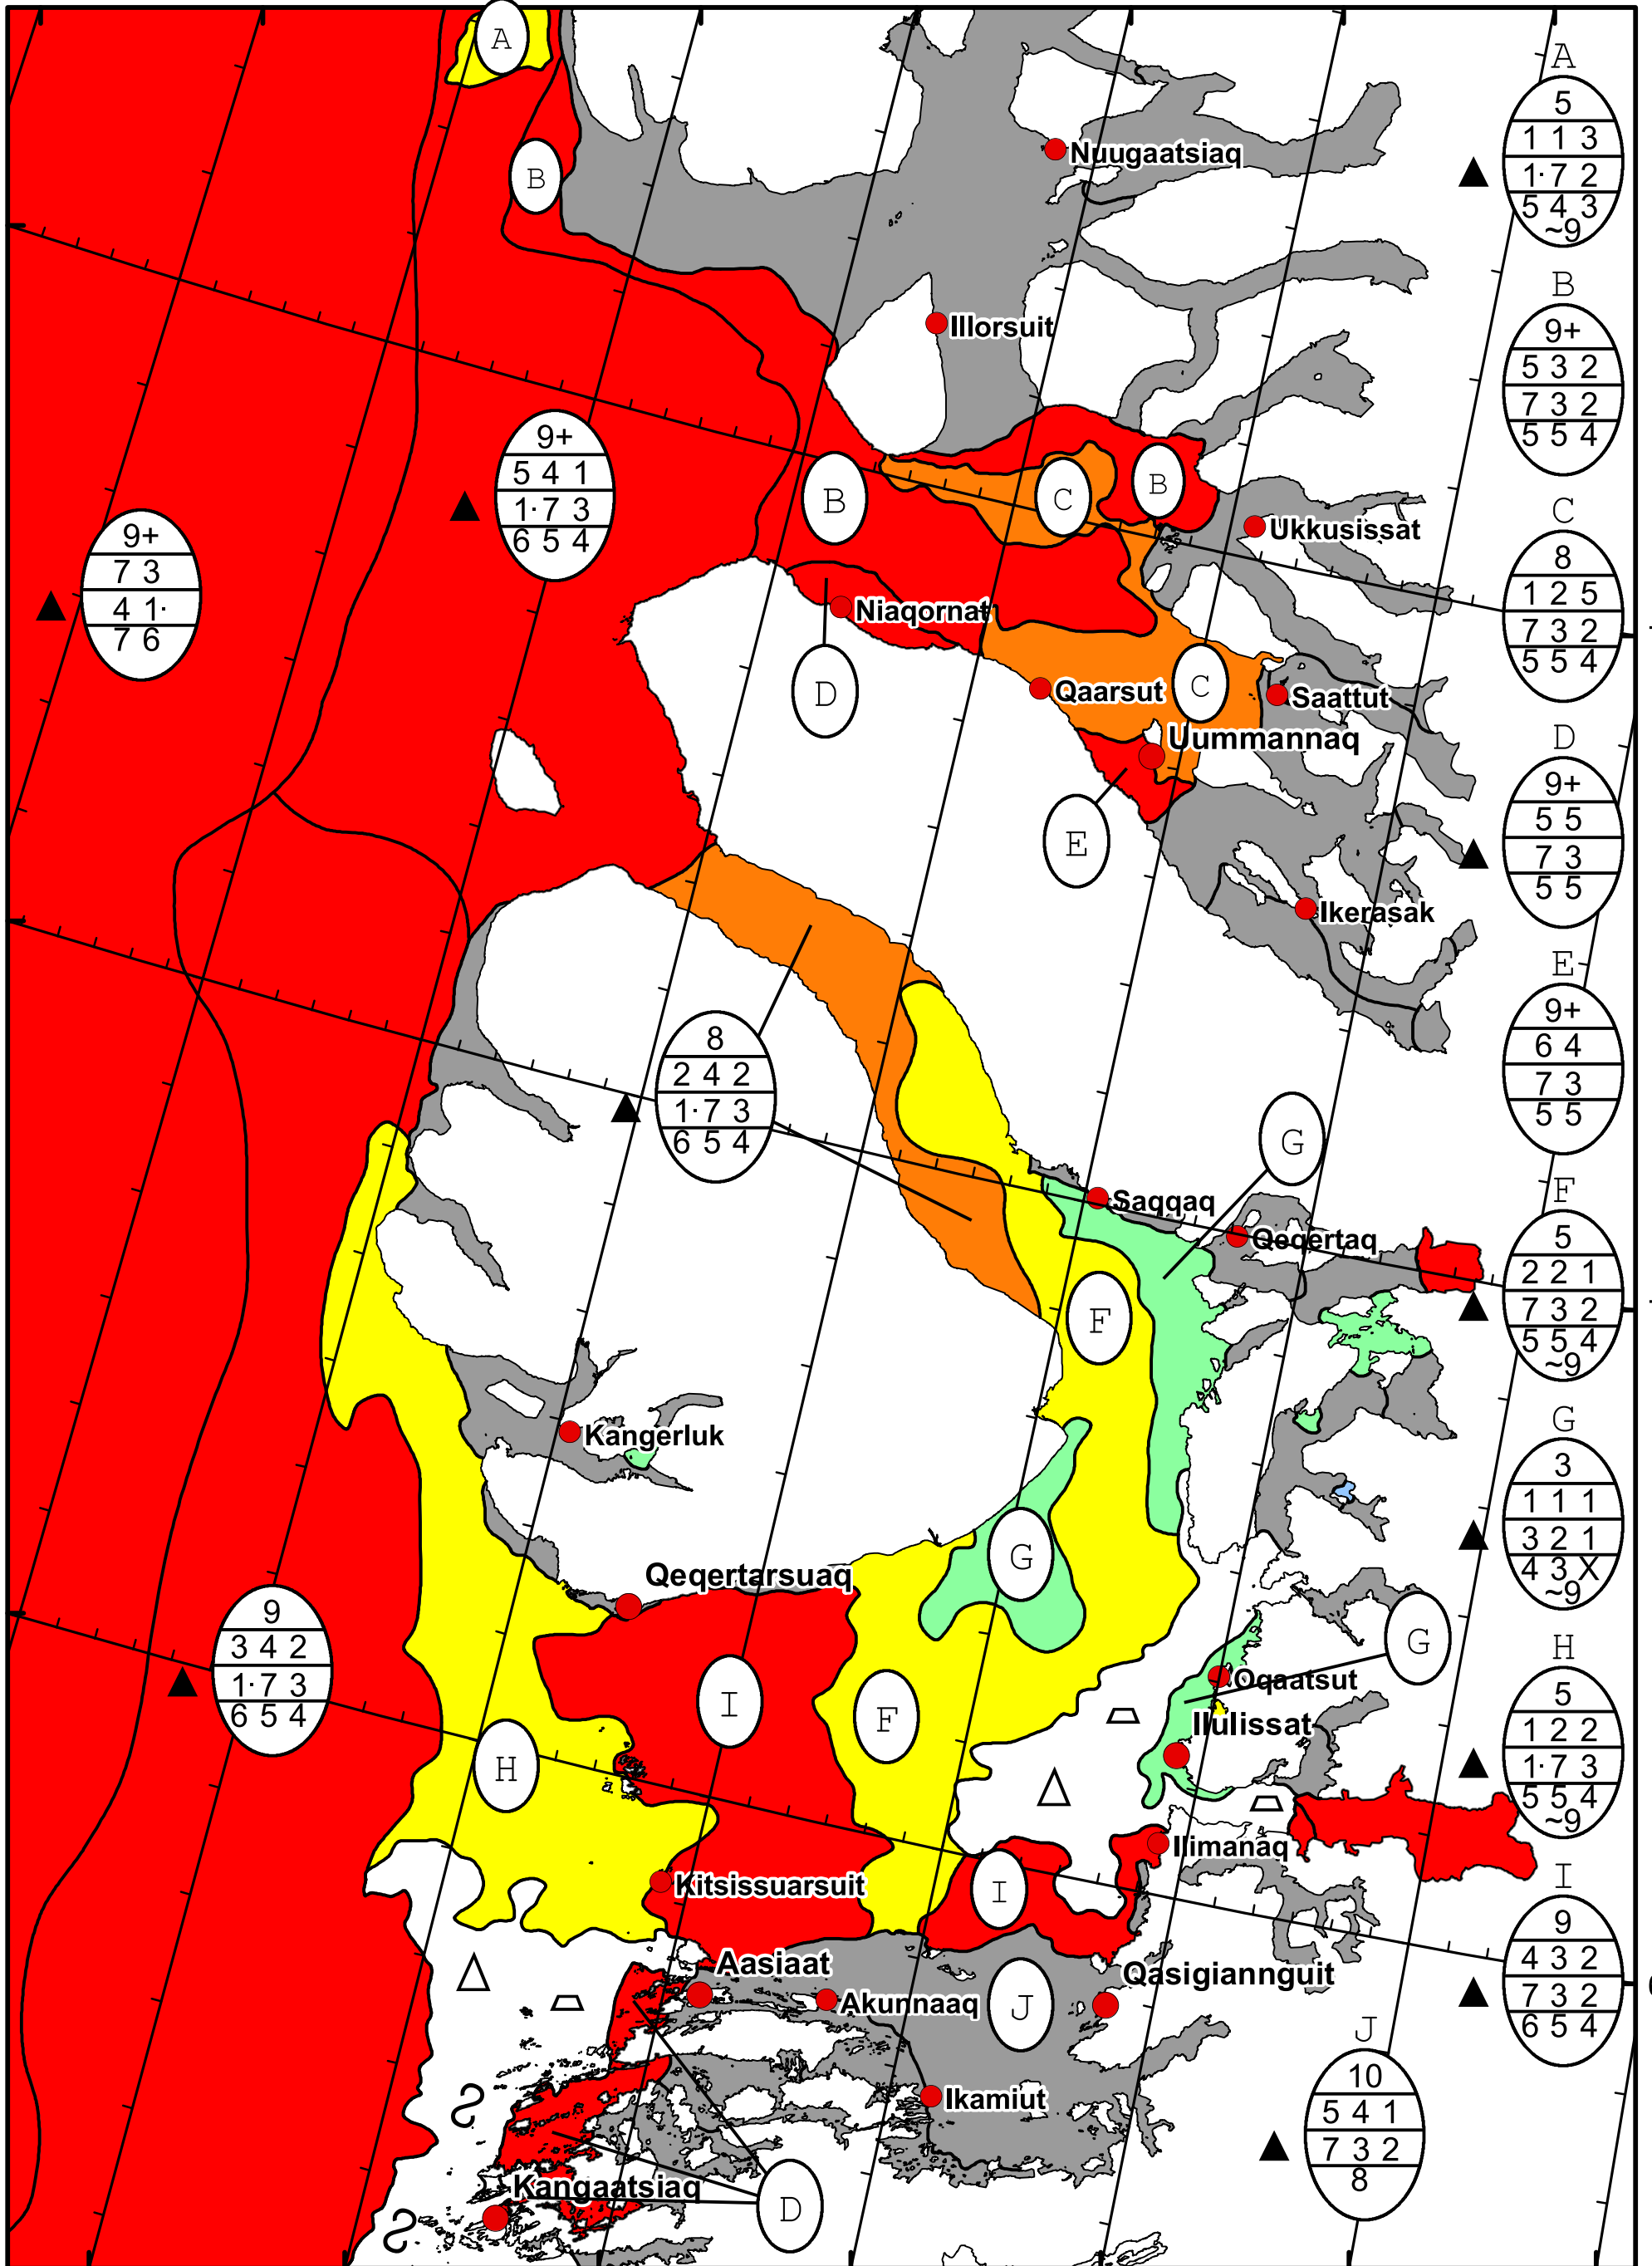 A
A
5
1 1 3
1· 7 2
5 4 3
~9
Nuugaatsiaq
B
B
9+
5 3 2
7 3 2
5 5 4
Illorsuit
9+
5 4 1
1· 7 3
6 5 4
B
C
B
Ukkusissat
C
8
1 2 5
7 3 2
5 5 4
9+
7 3
4 1·
7 6
Niaqornat
D
Qaarsut
C
Saattut
Uummannaq
D
9+
5 5
7 3
5 5
E
Ikerasak
E
9+
6 4
7 3
5 5
8
2 4 2
1· 7 3
6 5 4
G
Saqqaq
Qeqertaq
F
F
5
2 2 1
7 3 2
5 5 4
~9
Kangerluk
G
3
1 1 1
3 2 1
4 3 X
~9
G
Qeqertarsuaq
9
3 4 2
1· 7 3
6 5 4
G
Oqaatsut
I
F
Ilulissat
H
H
5
1 2 2
1· 7 3
5 5 4
~9
Ilimanaq
Kitsissuarsuit
I
I
9
4 3 2
7 3 2
6 5 4
Aasiaat
Akunnaaq
J
Qasigiannguit
J
10
5 4 1
7 3 2
8
Ikamiut
Kangaatsiaq
D